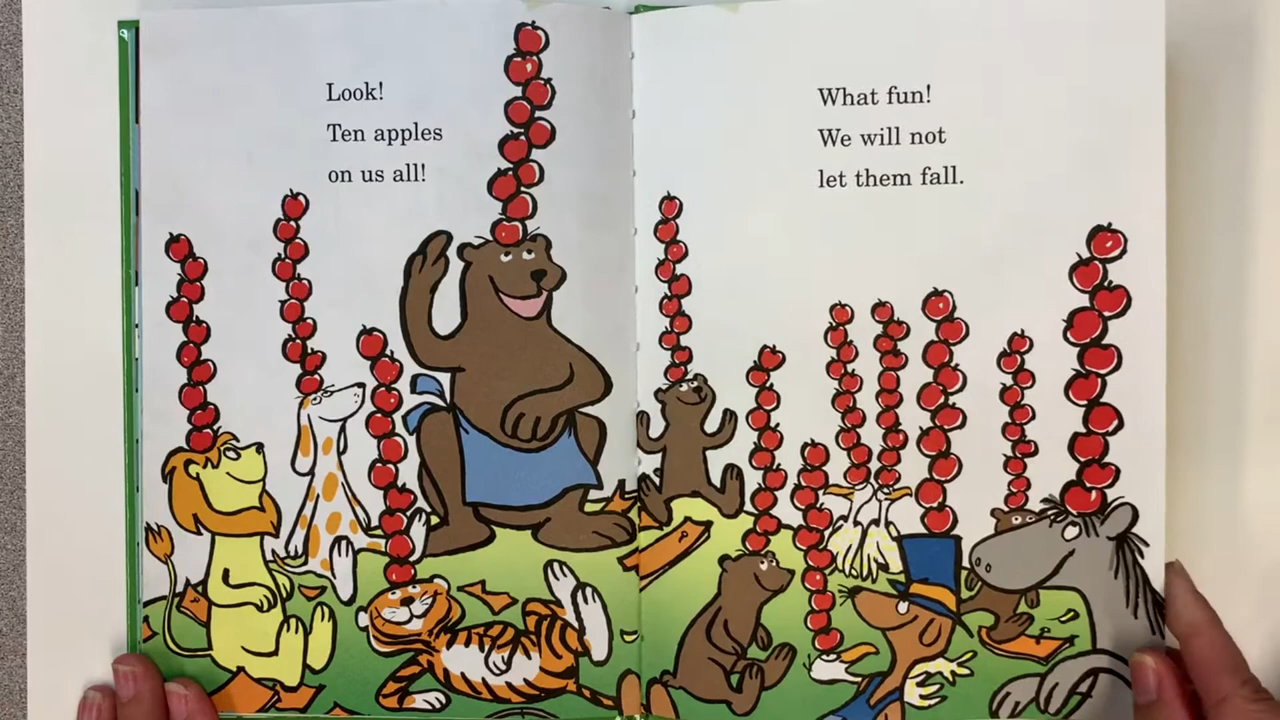 Look!
Ten apples
on us all!
What fun!
We will not
let them fall.